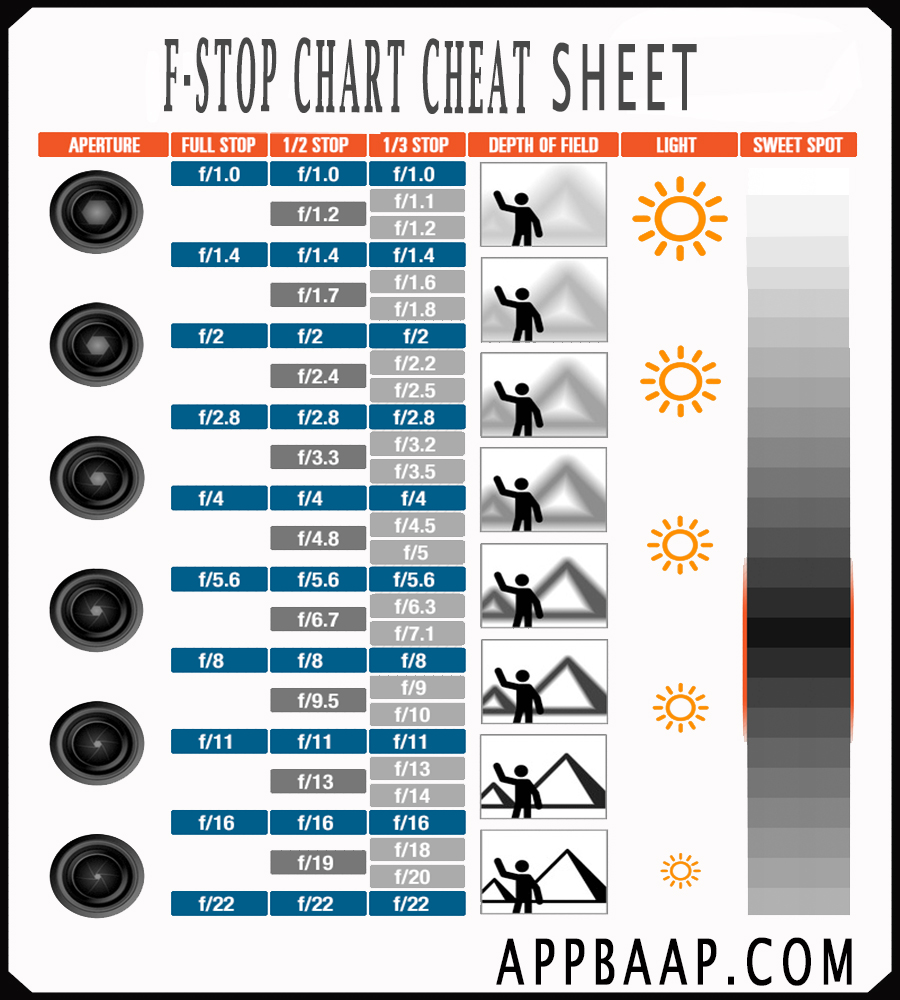 F-STOP CHART CHEAT SHEET
APERTURE FULL STOP 1/2 STOP 1/3 STOP DEPTH OF FIELD LIGHT SWEET SPOT
f/1.0 f/1.0 f/1.0
f/1.1
f/1.2
f/1.2
f/1.4 f/1.4 f/1.4
f/1.6
f/1.7
f/1.8
f/2 f/2 f/2
f/2.2
f/2.4
f/2.5
f/2.8 f/2.8 f/2.8
f/3.2
f/3.3
f/3.5
f/4 f/4 f/4
f/4.5
f/4.8
f/5
f/5.6 f/5.6 f/5.6
f/6.3
f/6.7
f/7.1
f/8 f/8 f/8
f/9
f/9.5
f/10
f/11 f/11 f/11
f/13
f/13
f/14
f/16 f/16 f/16
f/18
f/19
f/20
f/22 f/22 f/22
APPBAAP.COM